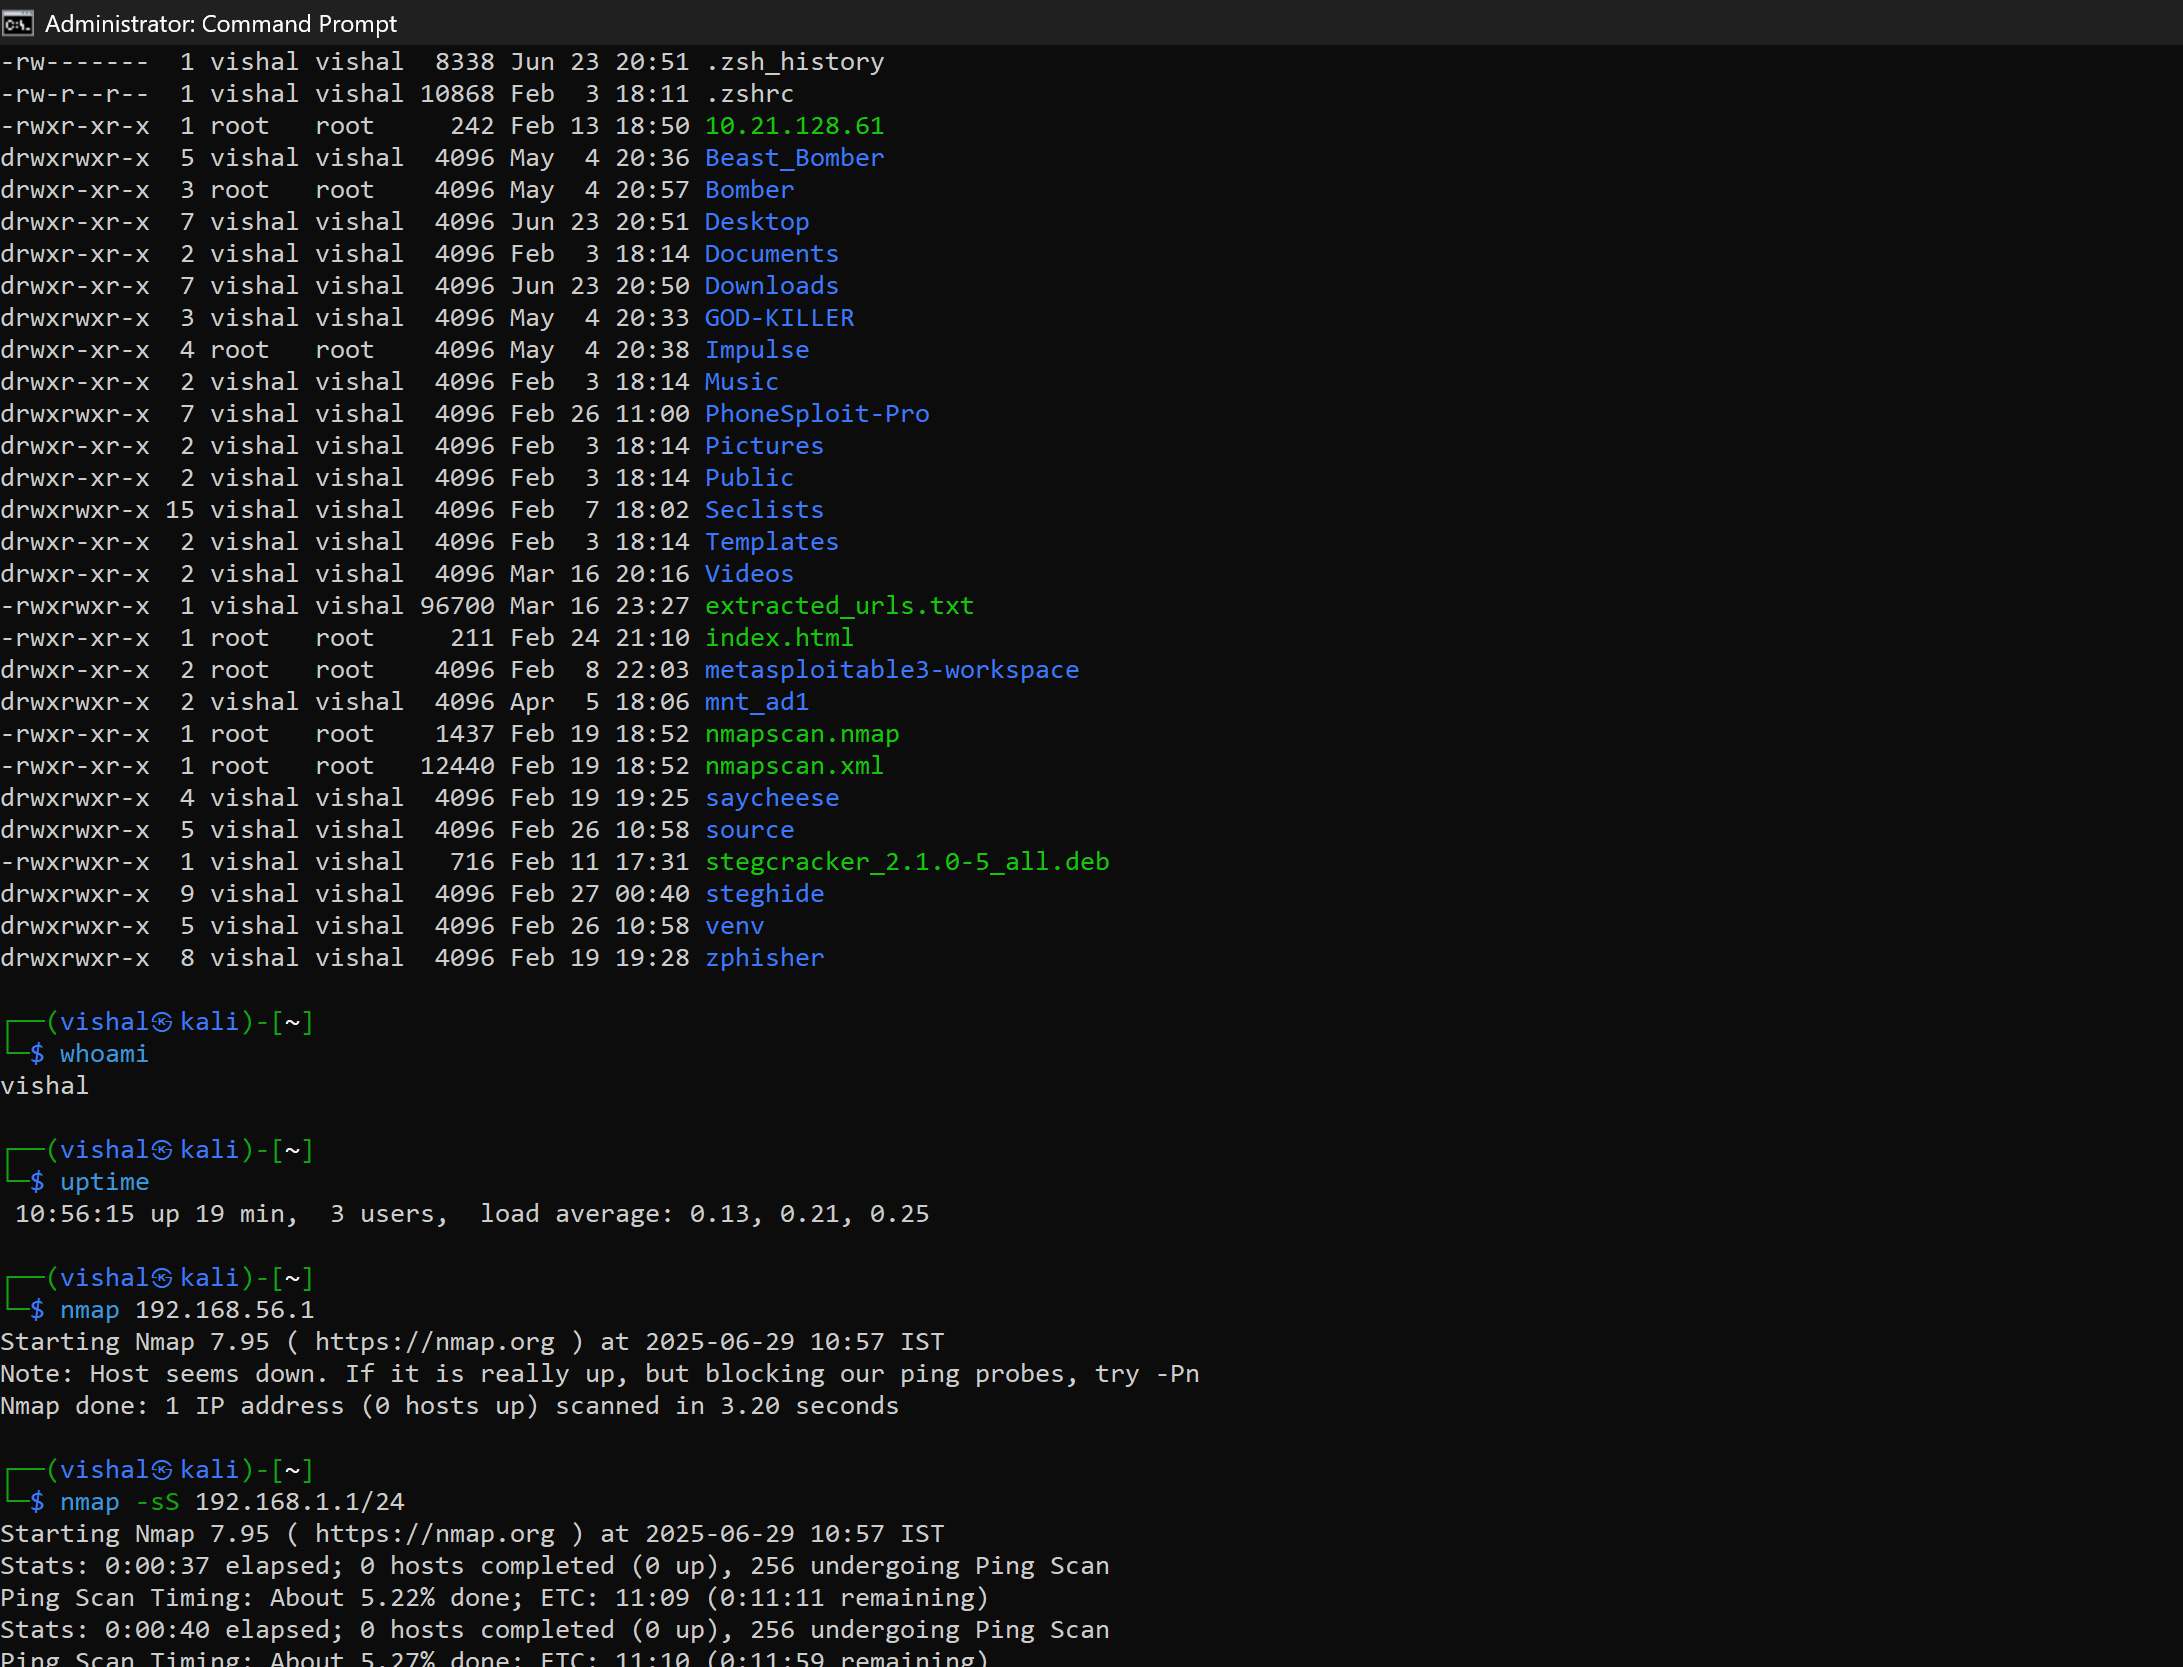 Administrator: Command Prompt
-rw-------  1 vishal vishal  8338 Jun 23 20:51 .zsh_history
-rw-r--r--  1 vishal vishal 10868 Feb  3 18:11 .zshrc
-rwxr-xr-x  1 root   root     242 Feb 13 18:50 10.21.128.61
drwxrwxr-x  5 vishal vishal  4096 May  4 20:36 Beast_Bomber
drwxr-xr-x  3 root   root    4096 May  4 20:57 Bomber
drwxr-xr-x  7 vishal vishal  4096 Jun 23 20:51 Desktop
drwxr-xr-x  2 vishal vishal  4096 Feb  3 18:14 Documents
drwxr-xr-x  7 vishal vishal  4096 Jun 23 20:50 Downloads
drwxrwxr-x  3 vishal vishal  4096 May  4 20:33 GOD-KILLER
drwxr-xr-x  4 root   root    4096 May  4 20:38 Impulse
drwxr-xr-x  2 vishal vishal  4096 Feb  3 18:14 Music
drwxrwxr-x  7 vishal vishal  4096 Feb 26 11:00 PhoneSploit-Pro
drwxr-xr-x  2 vishal vishal  4096 Feb  3 18:14 Pictures
drwxr-xr-x  2 vishal vishal  4096 Feb  3 18:14 Public
drwxrwxr-x 15 vishal vishal  4096 Feb  7 18:02 Seclists
drwxr-xr-x  2 vishal vishal  4096 Feb  3 18:14 Templates
drwxr-xr-x  2 vishal vishal  4096 Mar 16 20:16 Videos
-rwxrwxr-x  1 vishal vishal 96700 Mar 16 23:27 extracted_urls.txt
-rwxr-xr-x  1 root   root     211 Feb 24 21:10 index.html
drwxr-xr-x  2 root   root    4096 Feb  8 22:03 metasploitable3-workspace
drwxrwxr-x  2 vishal vishal  4096 Apr  5 18:06 mnt_ad1
-rwxr-xr-x  1 root   root    1437 Feb 19 18:52 nmapscan.nmap
-rwxr-xr-x  1 root   root   12440 Feb 19 18:52 nmapscan.xml
drwxrwxr-x  4 vishal vishal  4096 Feb 19 19:25 saycheese
drwxrwxr-x  5 vishal vishal  4096 Feb 26 10:58 source
-rwxrwxr-x  1 vishal vishal   716 Feb 11 17:31 stegcracker_2.1.0-5_all.deb
drwxrwxr-x  9 vishal vishal  4096 Feb 27 00:40 steghide
drwxrwxr-x  5 vishal vishal  4096 Feb 26 10:58 venv
drwxrwxr-x  8 vishal vishal  4096 Feb 19 19:28 zphisher
┌──(vishal㉿kali)-[~]
└─$ whoami
vishal
┌──(vishal㉿kali)-[~]
└─$ uptime
 10:56:15 up 19 min,  3 users,  load average: 0.13, 0.21, 0.25
┌──(vishal㉿kali)-[~]
└─$ nmap 192.168.56.1
Starting Nmap 7.95 ( https://nmap.org ) at 2025-06-29 10:57 IST
Note: Host seems down. If it is really up, but blocking our ping probes, try -Pn
Nmap done: 1 IP address (0 hosts up) scanned in 3.20 seconds
┌──(vishal㉿kali)-[~]
└─$ nmap -sS 192.168.1.1/24
Starting Nmap 7.95 ( https://nmap.org ) at 2025-06-29 10:57 IST
Stats: 0:00:37 elapsed; 0 hosts completed (0 up), 256 undergoing Ping Scan
Ping Scan Timing: About 5.22% done; ETC: 11:09 (0:11:11 remaining)
Stats: 0:00:40 elapsed; 0 hosts completed (0 up), 256 undergoing Ping Scan
Ping Scan Timing: About 5.27% done; ETC: 11:10 (0:11:59 remaining)